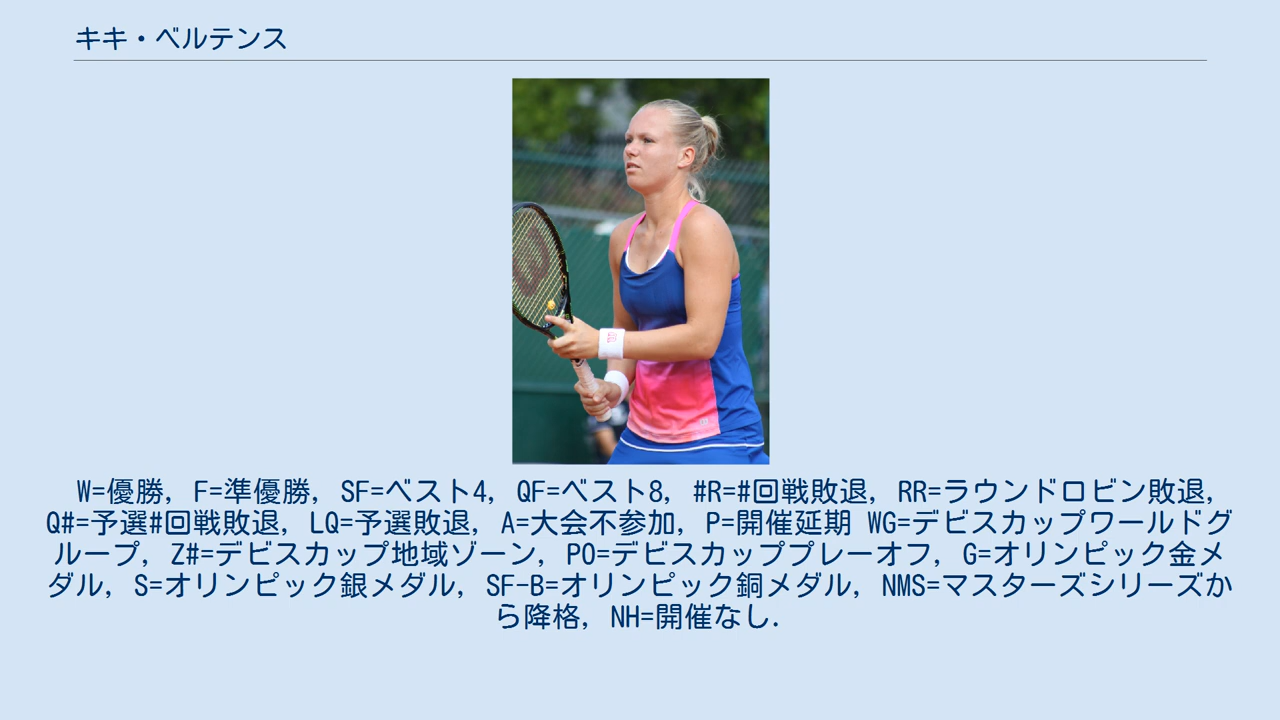 キキ・ベルテンス
W=優勝, F=準優勝, SF=ベスト4, QF=ベスト8, #R=#回戦敗退, RR=ラウンドロビン敗退,
Q#=予選#回戦敗退, LQ=予選敗退, A=大会不参加, P=開催延期 WG=デビスカップワールドグ
ループ, Z#=デビスカップ地域ゾーン, PO=デビスカッププレーオフ, G=オリンピック金メ
ダル, S=オリンピック銀メダル, SF-B=オリンピック銅メダル, NMS=マスターズシリーズか
ら降格, NH=開催なし.